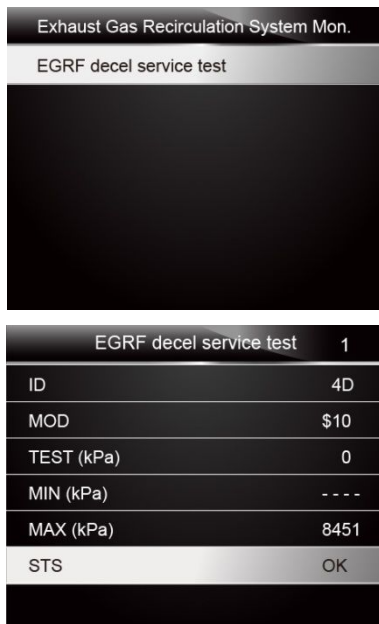 Exhaust Gas Recirculation System Mon.
EGRF decel service test
EGRF decel service test 1
ID 4D
MOD $10
TEST (kPa) 0
MIN (kPa) - - - -
MAX (kPa) 8451
STS OK